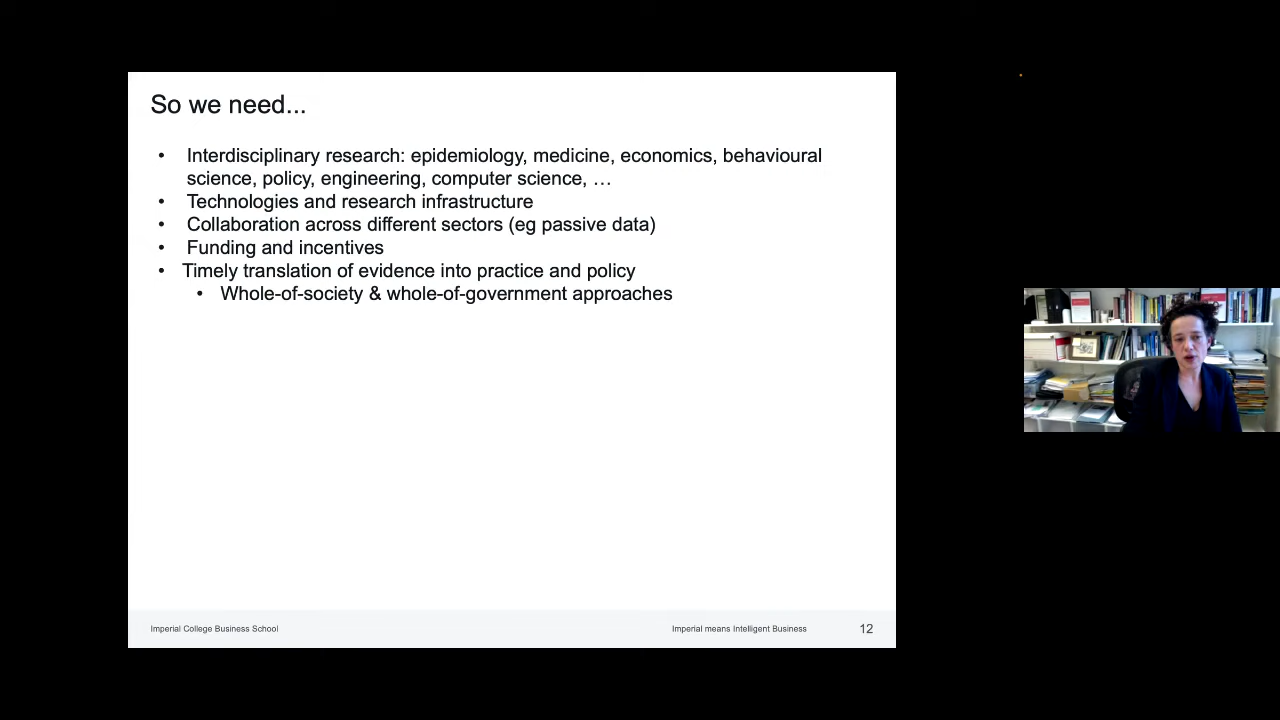 So we need...
• Interdisciplinary research: epidemiology, medicine, economics, behavioural
science, policy, engineering, computer science, …
• Technologies and research infrastructure
• Collaboration across different sectors (eg passive data)
• Funding and incentives
• Timely translation of evidence into practice and policy
• Whole-of-society & whole-of-government approaches
Imperial College Business School
Imperial means Intelligent Business
12